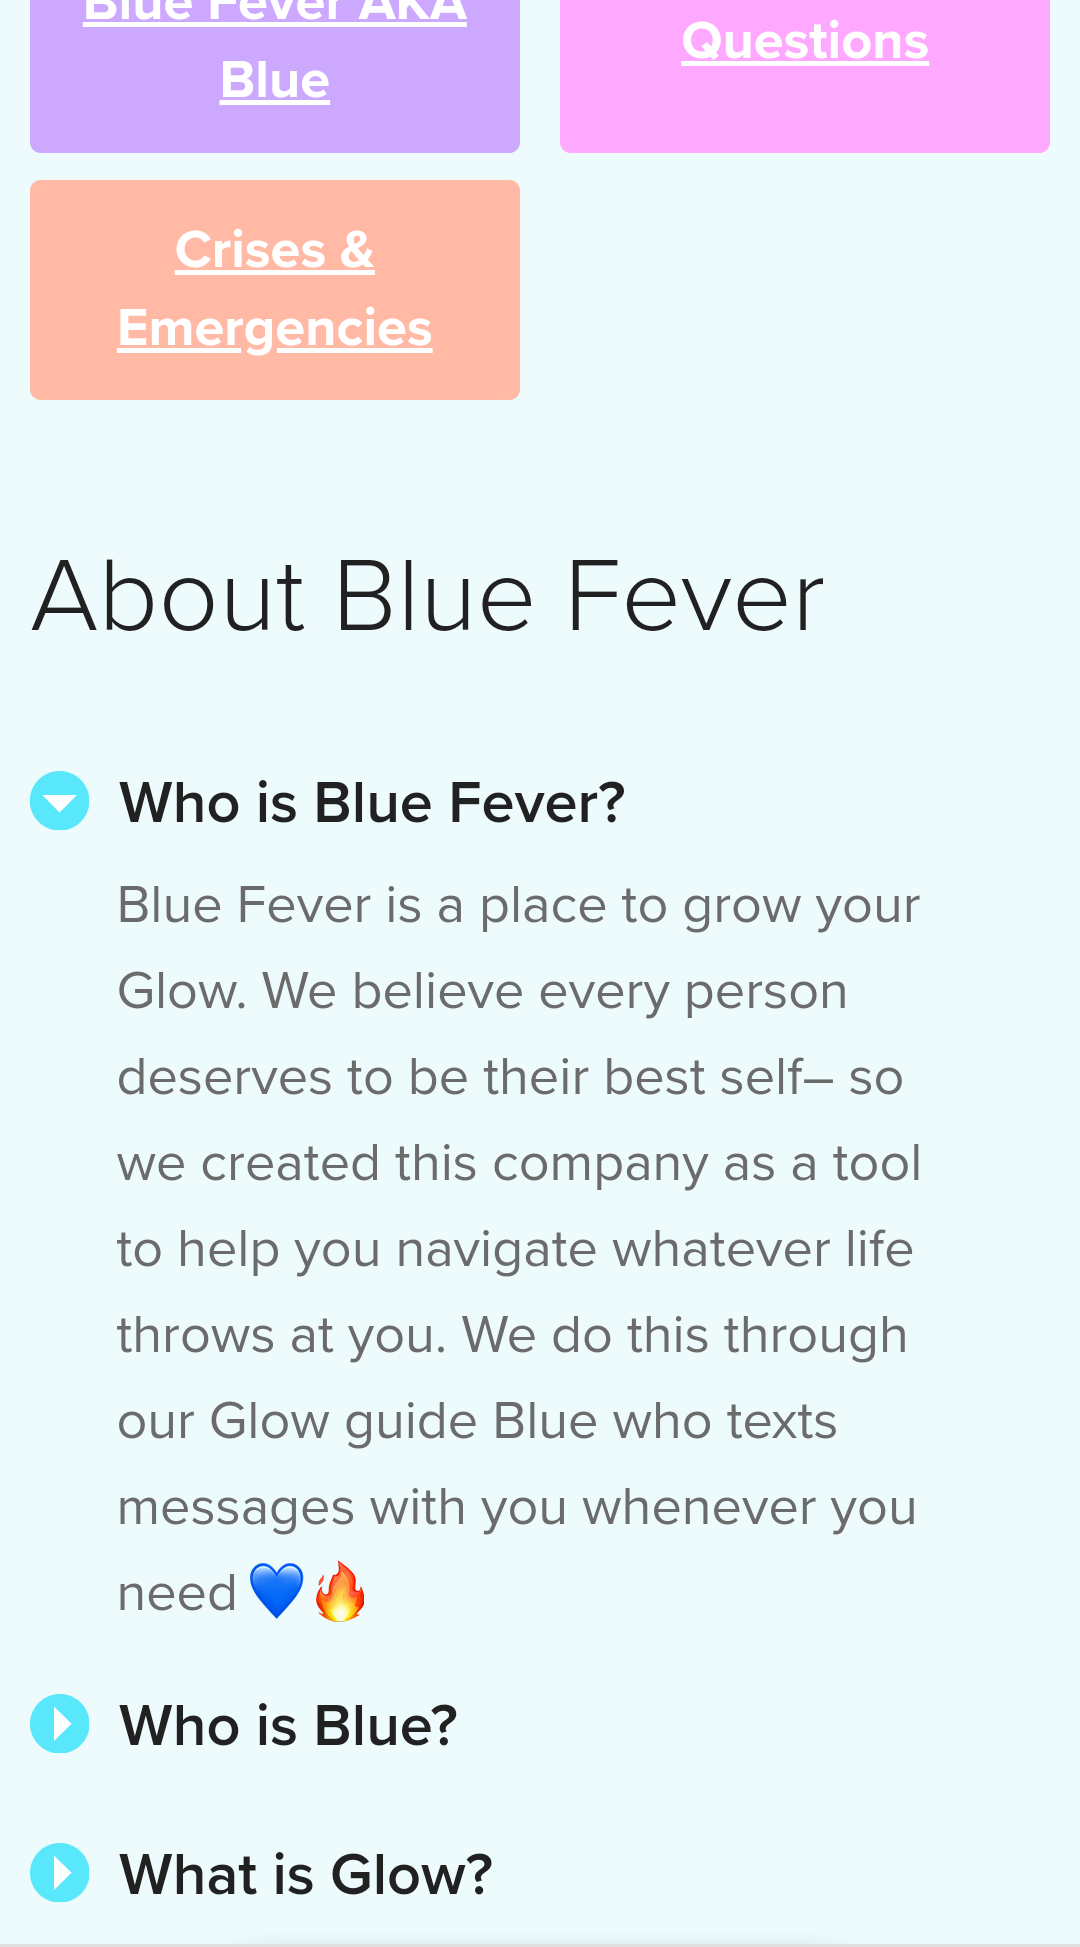 Blue Fever AKA
Blue
Questions
Crises &
Emergencies
About Blue Fever
Who is Blue Fever?
Blue Fever is a place to grow your
Glow. We believe every person
deserves to be their best self– so
we created this company as a tool
to help you navigate whatever life
throws at you. We do this through
our Glow guide Blue who texts
messages with you whenever you
need 💙🔥
Who is Blue?
What is Glow?